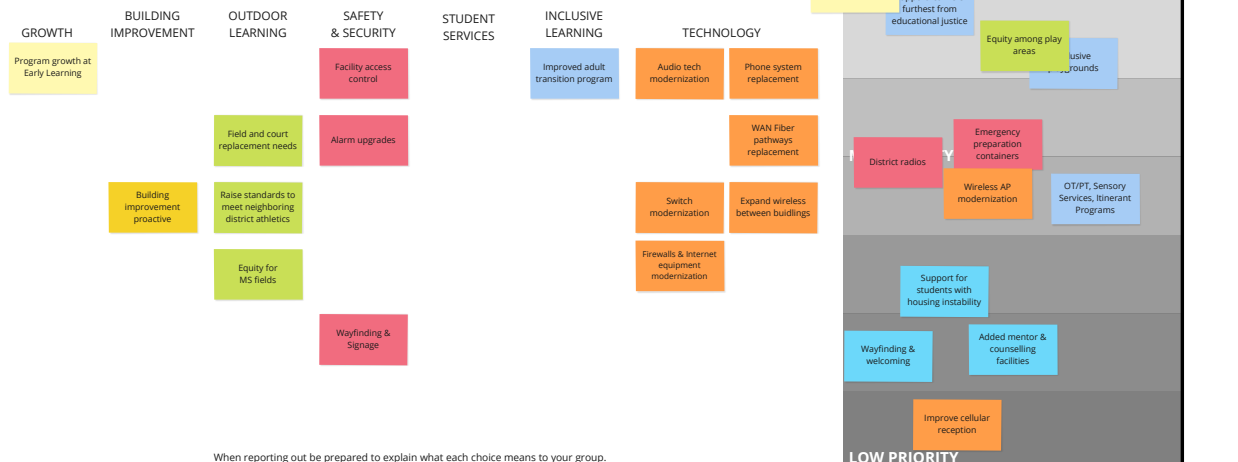 GROWTH
BUILDING
IMPROVEMENT
OUTDOOR
LEARNING
SAFETY
& SECURITY
STUDENT
SERVICES
INCLUSIVE
LEARNING
TECHNOLOGY
Program growth at
Early Learning
Building
improvement
proactive
Field and court
replacement needs
Raise standards to
meet neighboring
district athletics
Equity for
MS fields
Facility access
control
Alarm upgrades
Wayfinding &
Signage
Improved adult
transition program
Audio tech
modernization
Phone system
replacement
WAN Fiber
pathways
replacement
Switch
modernization
Expand wireless
between buidlings
Firewalls & Internet
equipment
modernization
furthest from
educational justice
Equity among play
areas
District radios
Emergency
preparation
containers
Wireless AP
modernization
OT/PT, Sensory
Services, Itinerant
Programs
Support for
students with
housing instability
Wayfinding &
welcoming
Added mentor &
counselling
facilities
Improve cellular
reception
LOW PRIORITY
When reporting out be prepared to explain what each choice means to your group.